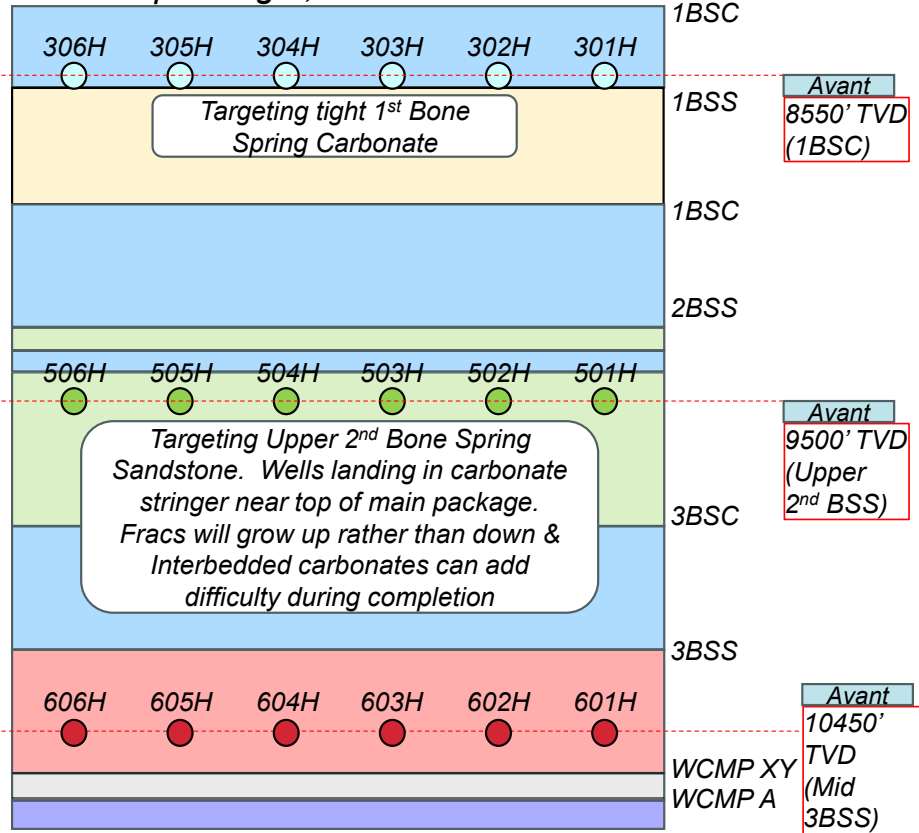 1BSC
306H 305H 304H 303H 302H 301H
Avant
8550' TVD
(1BSC)
1BSS
Targeting tight 1st Bone
Spring Carbonate
1BSC
2BSS
506H 505H 504H 503H 502H 501H
Avant
9500' TVD
(Upper
2nd BSS)
Targeting Upper 2nd Bone Spring
Sandstone. Wells landing in carbonate
stringer near top of main package.
Fracs will grow up rather than down &
Interbedded carbonates can add
difficulty during completion
3BSC
3BSS
606H 605H 604H 603H 602H 601H
Avant
10450'
TVD
(Mid
3BSS)
WCMP XY
WCMP A